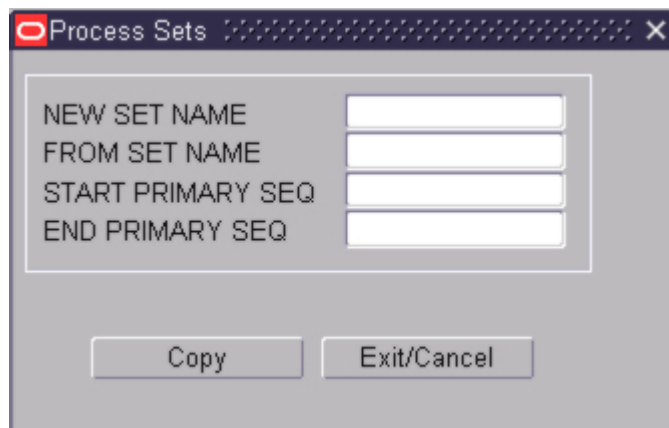 Process Sets
NEW SET NAME
FROM SET NAME
START PRIMARY SEQ
END PRIMARY SEQ
Copy Exit/Cancel